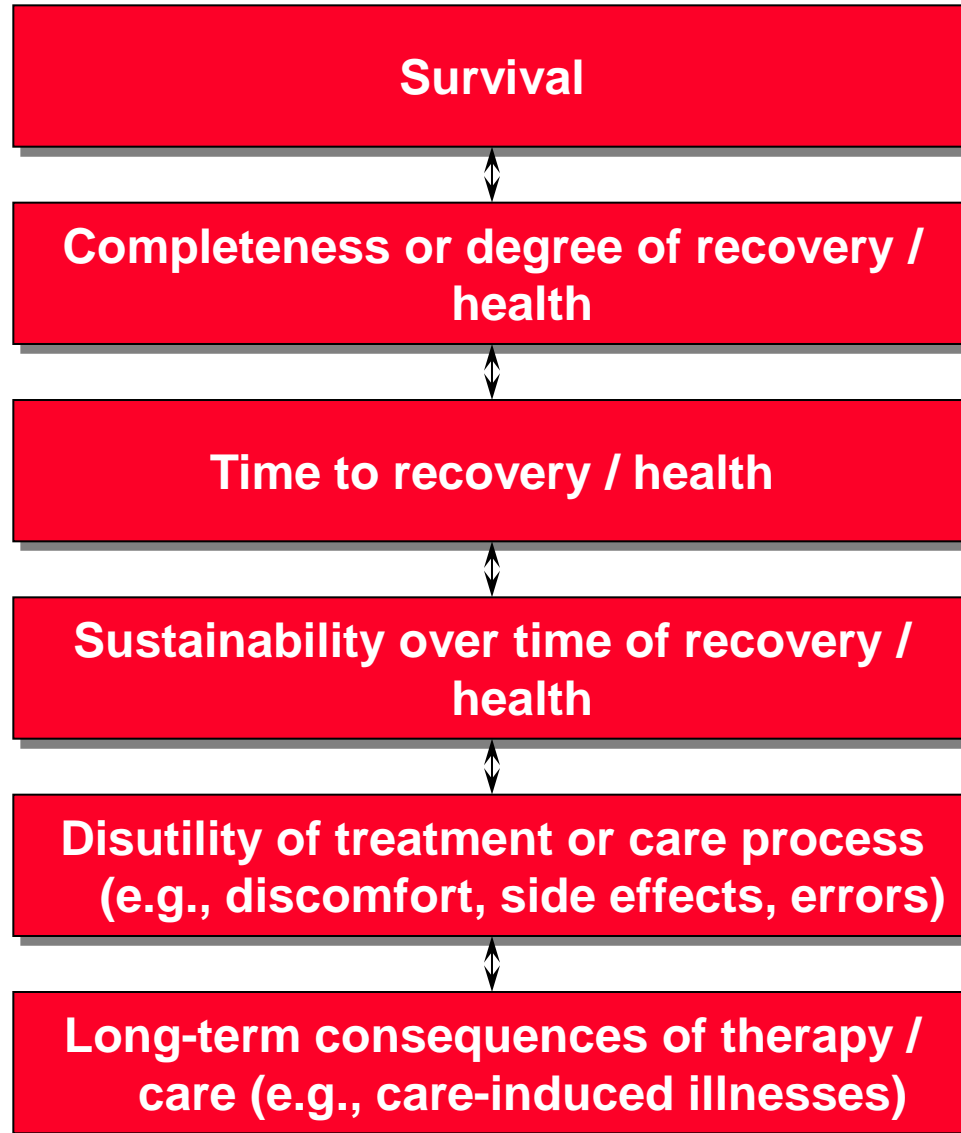 Survival
Completeness or degree of recovery /
health
Time to recovery / health
Sustainability over time of recovery /
health
Disutility of treatment or care process
(e.g., discomfort, side effects, errors)
Long-term consequences of therapy /
care (e.g., care-induced illnesses)